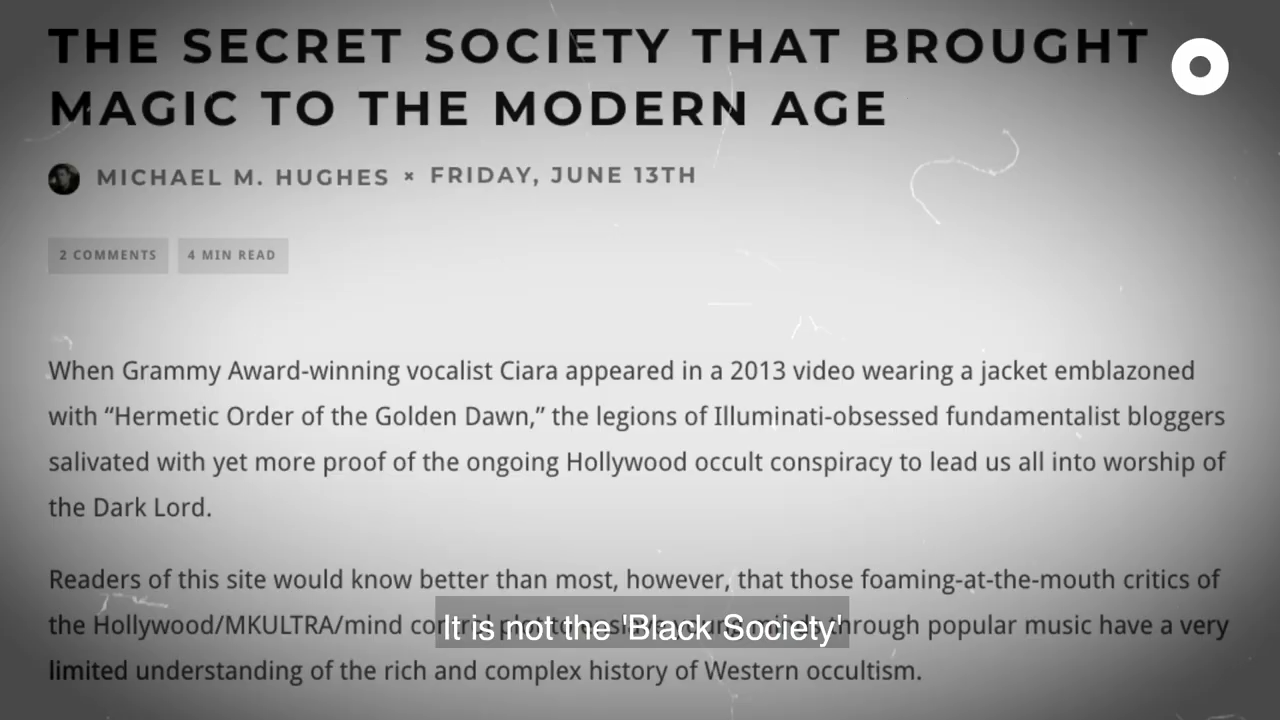 THE SECRET SOCIETY THAT BROUGHT
MAGIC TO THE MODERN AGE
MICHAEL M. HUGHES × FRIDAY, JUNE 13TH
2 COMMENTS 4 MIN READ
When Grammy Award-winning vocalist Ciara appeared in a 2013 video wearing a jacket emblazoned
with “Hermetic Order of the Golden Dawn,” the legions of Illuminati-obsessed fundamentalist bloggers
salivated with yet more proof of the ongoing Hollywood occult conspiracy to lead us all into worship of
the Dark Lord.
Readers of this site would know better than most, however, that those foaming-at-the-mouth critics of
the Hollywood/MKULTRA/mind through popular music have a very
It is not the 'Black Society'
limited understanding of the rich and complex history of Western occultism.